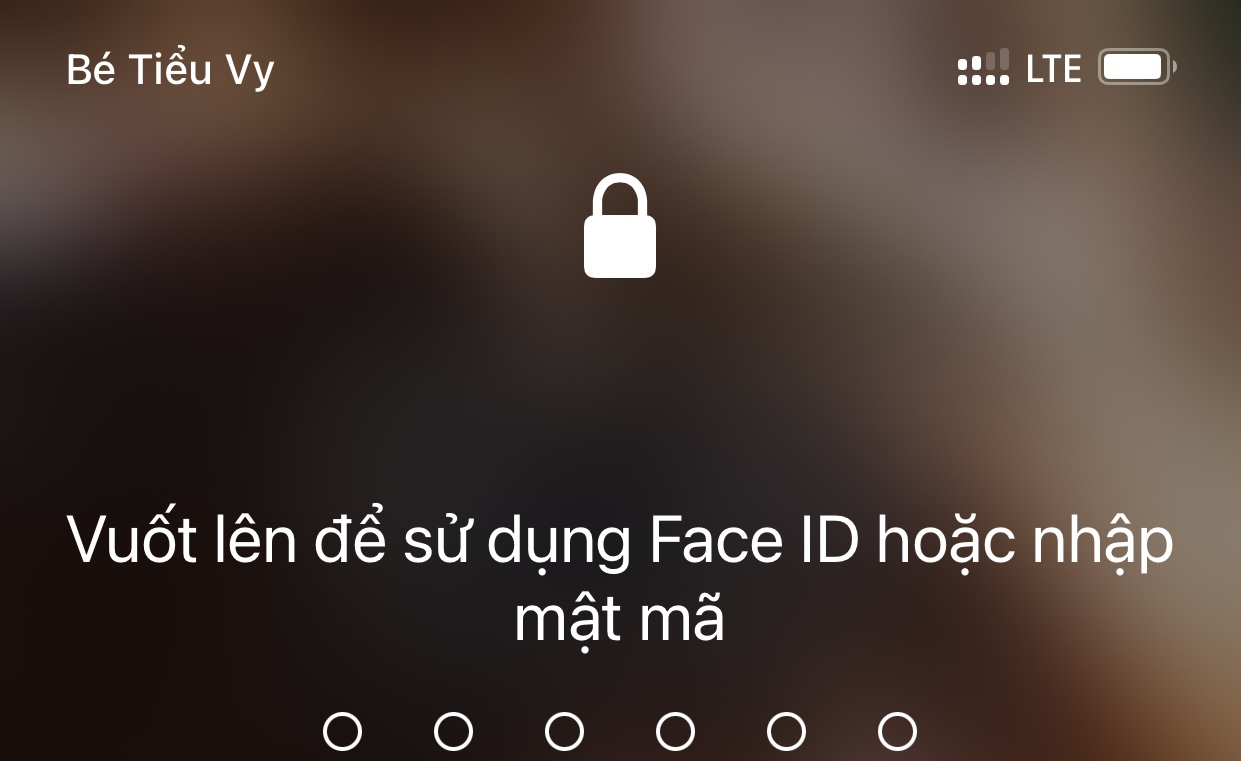 Bé Tiểu Vy LTE
Vuốt lên để sử dụng Face ID hoặc nhập
mật mã